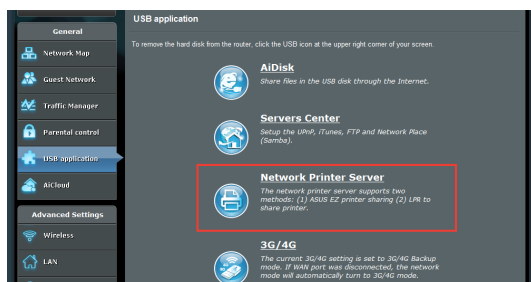 USB application
General
To remove the hard disk from the router, click the USB icon at the upper right corner of your screen.
Network Map
Guest Network
Traffic Manager
Parental control
USB application
AiCloud
Advanced Settings
Wireless
LAN
AiDisk
Share files in the USB disk through the Internet.
Servers Center
Setup the UPnP, iTunes, FTP and Network Place
(Samba).
Network Printer Server
The network printer server supports two
methods: (1) ASUS EZ printer sharing (2) LPR to
share printer.
3G/4G
The current 3G/4G setting is set to 3G/4G Backup
mode. If WAN port was disconnected, the network
mode will automatically turn to 3G/4G mode.